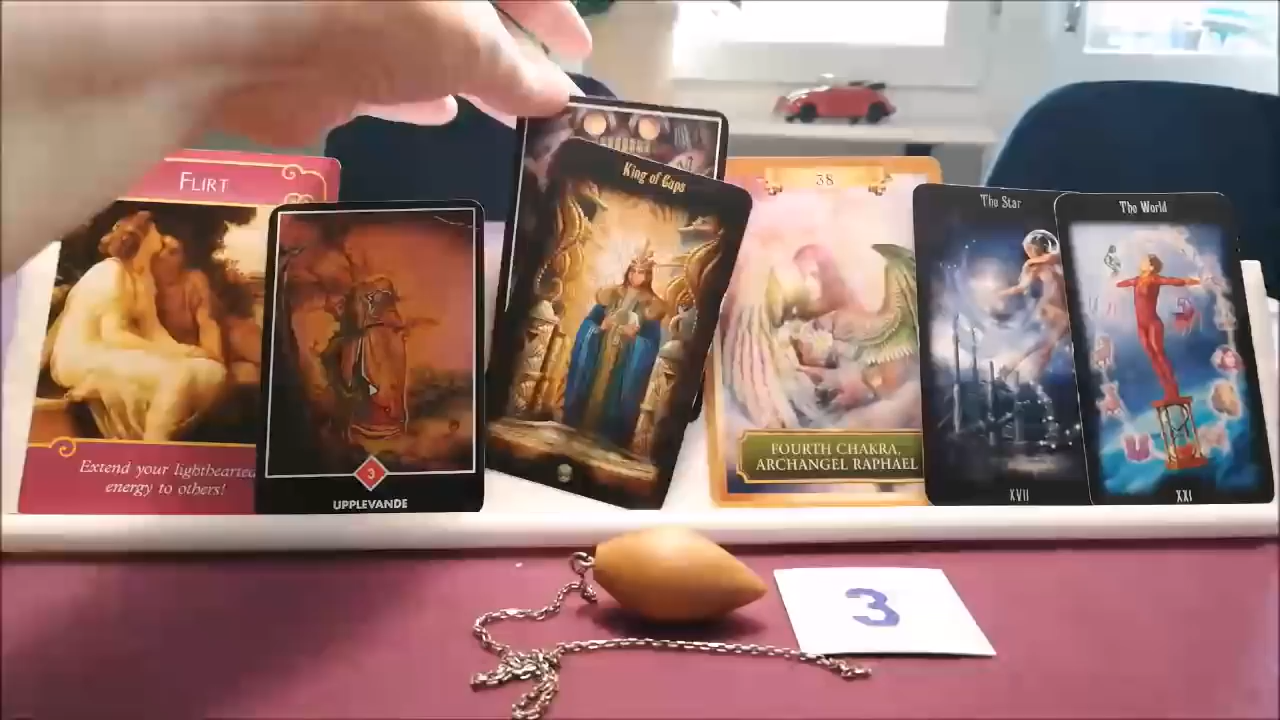 FLIRT
Extend your lighthearted
energy to others!
3
UPPLEVANDE
King of Cups
38
FOURTH CHAKRA,
ARCHANGEL RAPHAEL
The Star
XVII
The World
XXI
3